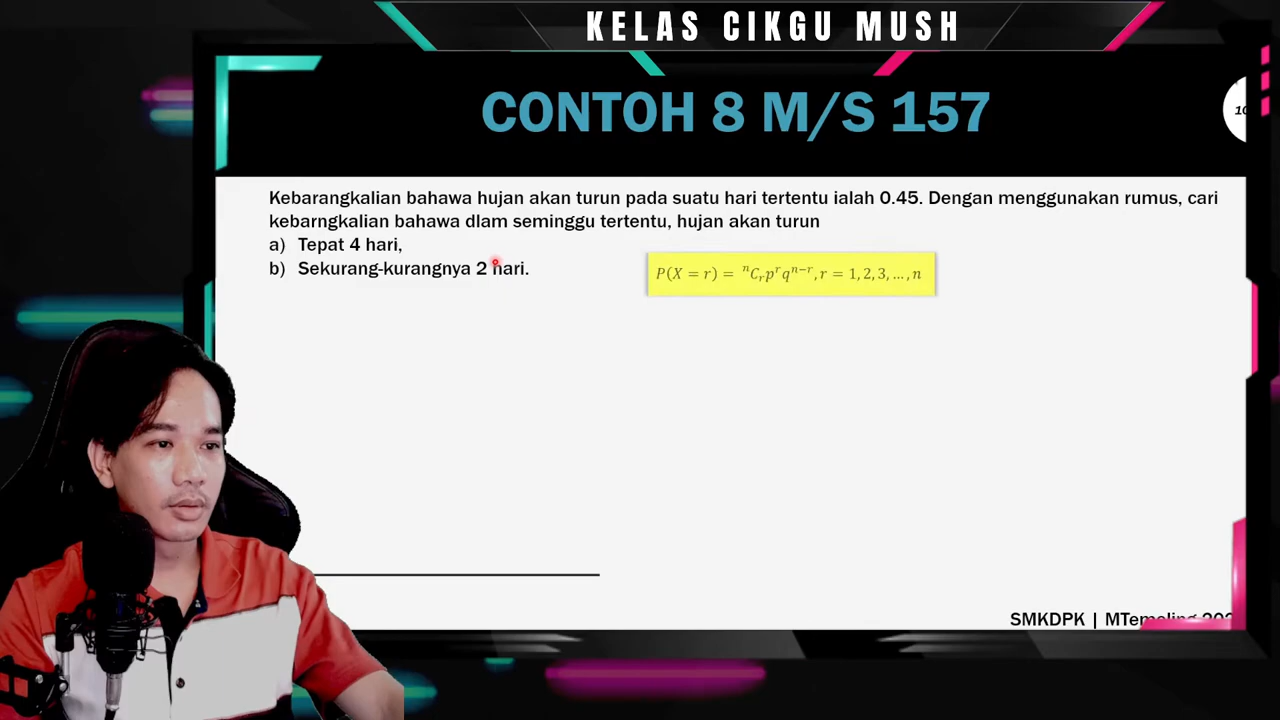 KELAS CIKGU MUSH
CONTOH 8 M/S 157
10
Kebarangkalian bahawa hujan akan turun pada suatu hari tertentu ialah 0.45. Dengan menggunakan rumus, cari
kebarngkalian bahawa dlam seminggu tertentu, hujan akan turun
a) Tepat 4 hari,
b) Sekurang-kurangnya 2 hari.
P(X = r) = ⁿCᵣpʳqⁿ⁻ʳ, r = 1, 2, 3, ..., n
SMKDPK |